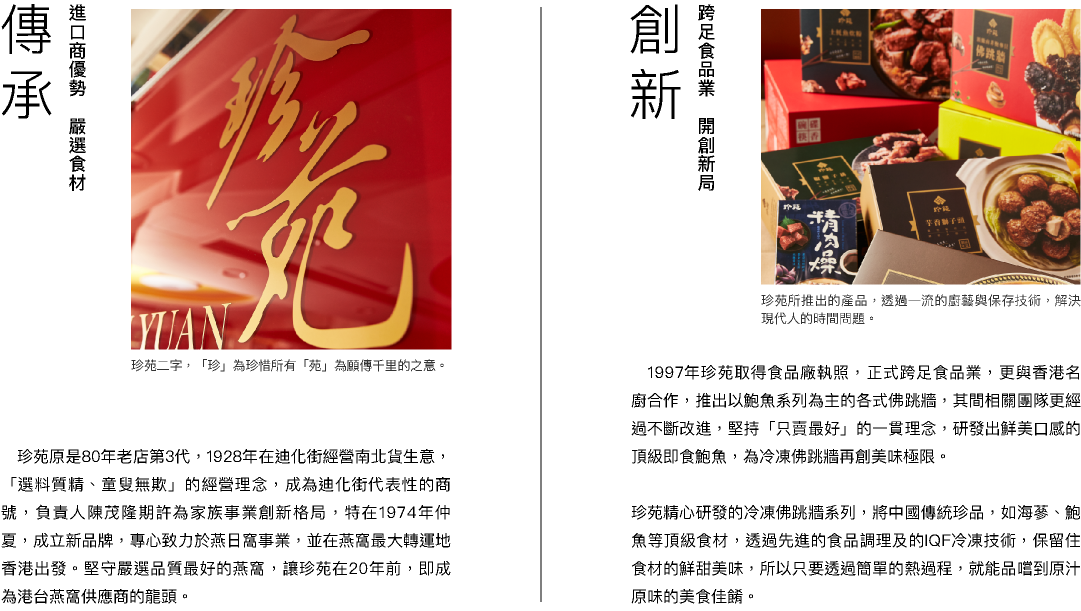 傳承
進口商優勢　嚴選食材
珍苑
YUAN
珍苑二字，「珍」為珍惜所有「苑」為願傳千里的之意。
珍苑原是80年老店第3代，1928年在迪化街經營南北貨生意，
「選料質精、童叟無欺」的經營理念，成為迪化街代表性的商
號，負責人陳茂隆期許為家族事業創新格局，特在1974年仲
夏，成立新品牌，專心致力於燕日窩事業，並在燕窩最大轉運地
香港出發。堅守嚴選品質最好的燕窩，讓珍苑在20年前，即成
為港台燕窩供應商的龍頭。
創新
跨足食品業　開創新局
佛跳牆
珍苑
芋香獅子頭
珍苑
精肉燥
珍苑所推出的產品，透過一流的廚藝與保存技術，解決
現代人的時間問題。
1997年珍苑取得食品廠執照，正式跨足食品業，更與香港名
廚合作，推出以鮑魚系列為主的各式佛跳牆，其間相關團隊更經
過不斷改進，堅持「只賣最好」的一貫理念，研發出鮮美口感的
頂級即食鮑魚，為冷凍佛跳牆再創美味極限。
珍苑精心研發的冷凍佛跳牆系列，將中國傳統珍品，如海蔘、鮑
魚等頂級食材，透過先進的食品調理及的IQF冷凍技術，保留住
食材的鮮甜美味，所以只要透過簡單的熱過程，就能品嚐到原汁
原味的美食佳餚。